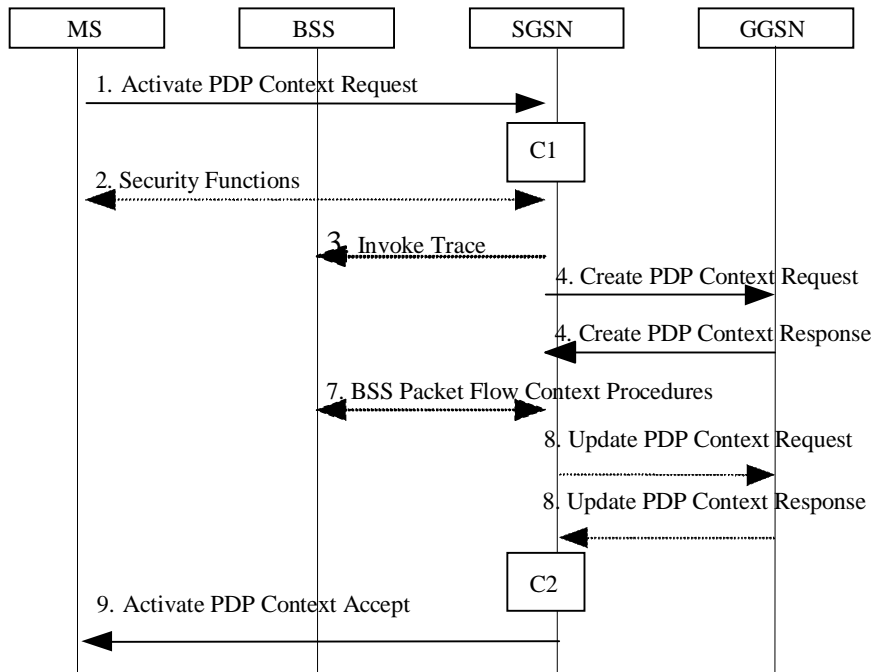 MS BSS SGSN GGSN
1. Activate PDP Context Request
C1
2. Security Functions
3. Invoke Trace
4. Create PDP Context Request
4. Create PDP Context Response
7. BSS Packet Flow Context Procedures
8. Update PDP Context Request
8. Update PDP Context Response
C2
9. Activate PDP Context Accept